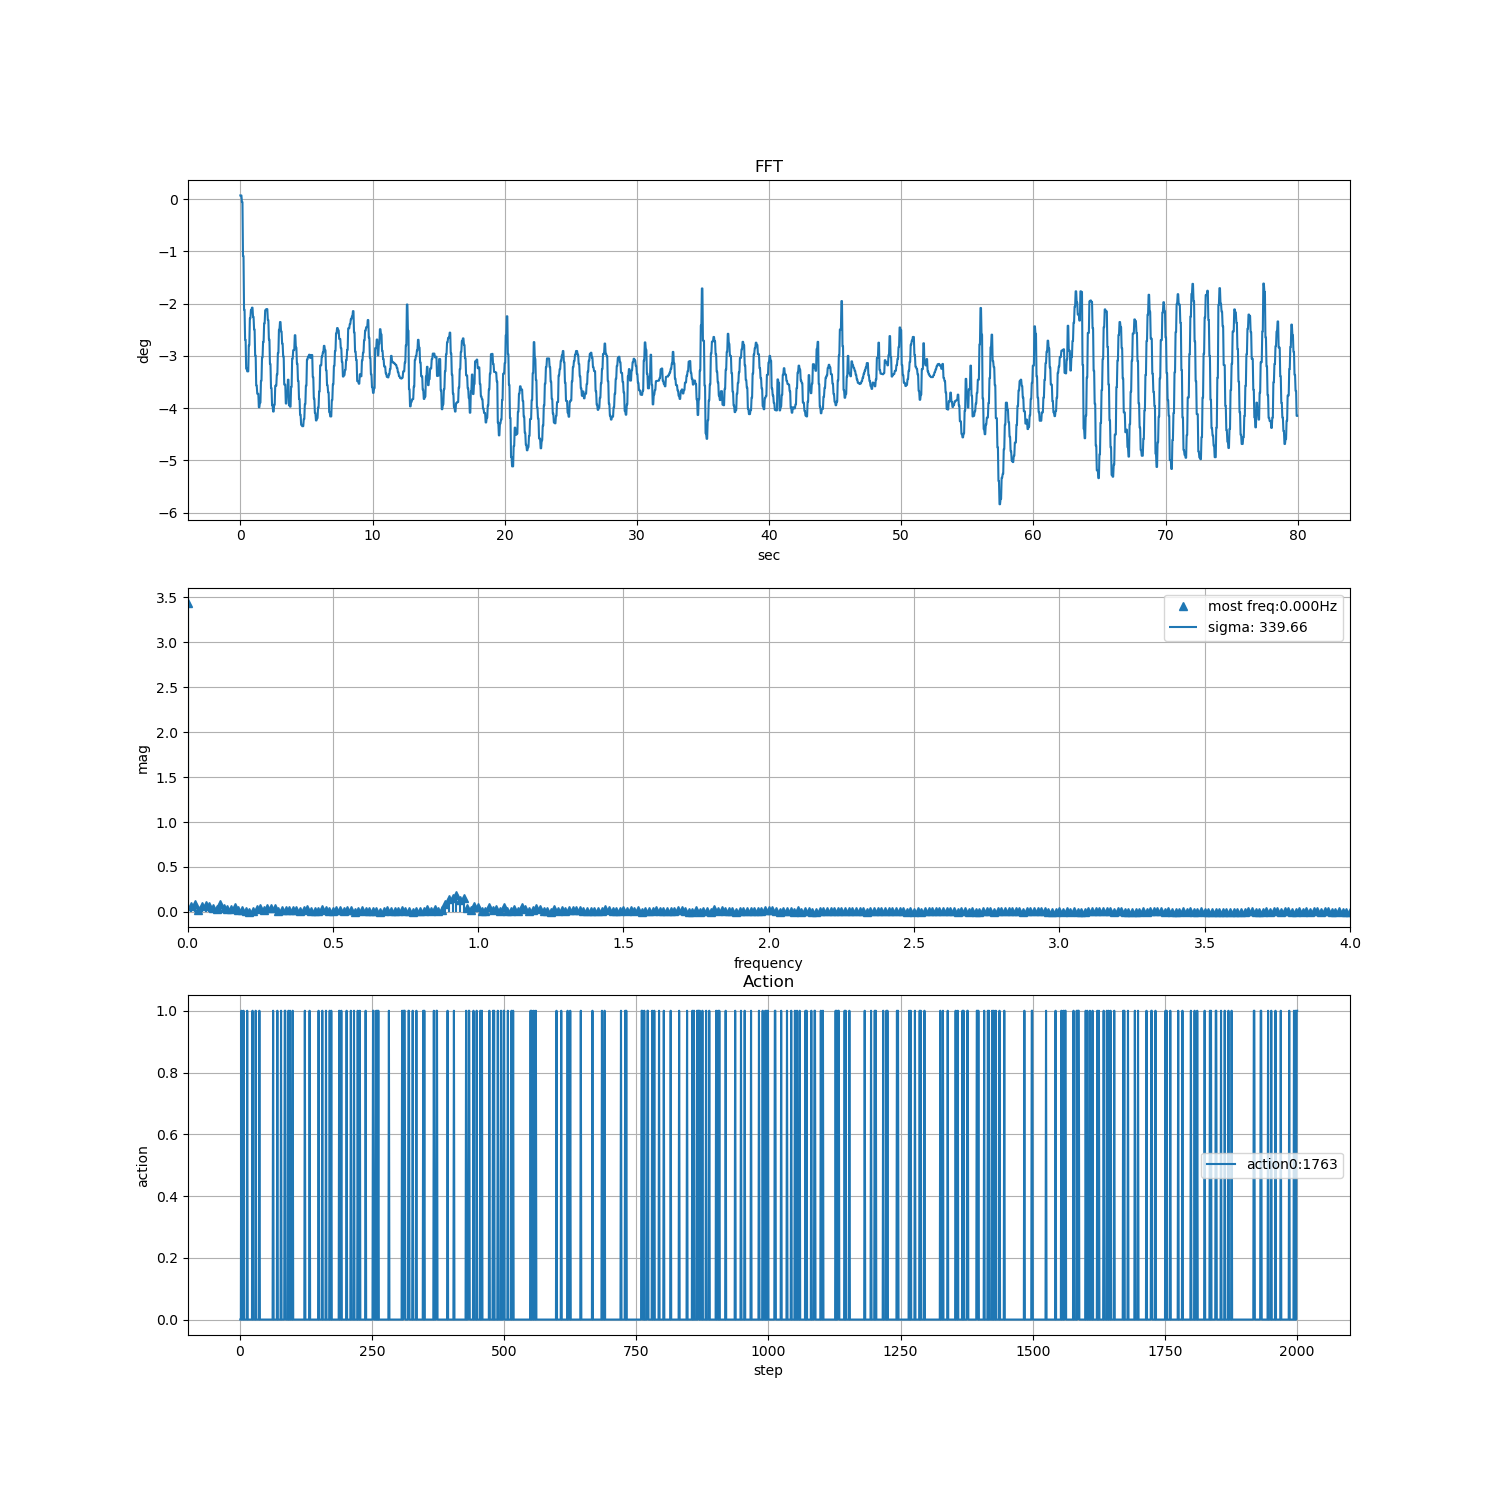 FFT
0
−1
−2
−3
−4
−5
−6
deg
0 10 20 30 40 50 60 70 80
sec
3.5
3.0
2.5
2.0
1.5
1.0
0.5
0.0
mag
most freq:0.000Hz
sigma: 339.66
0.0 0.5 1.0 1.5 2.0 2.5 3.0 3.5 4.0
frequency
Action
1.0
0.8
0.6
0.4
0.2
0.0
action
action0:1763
0 250 500 750 1000 1250 1500 1750 2000
step